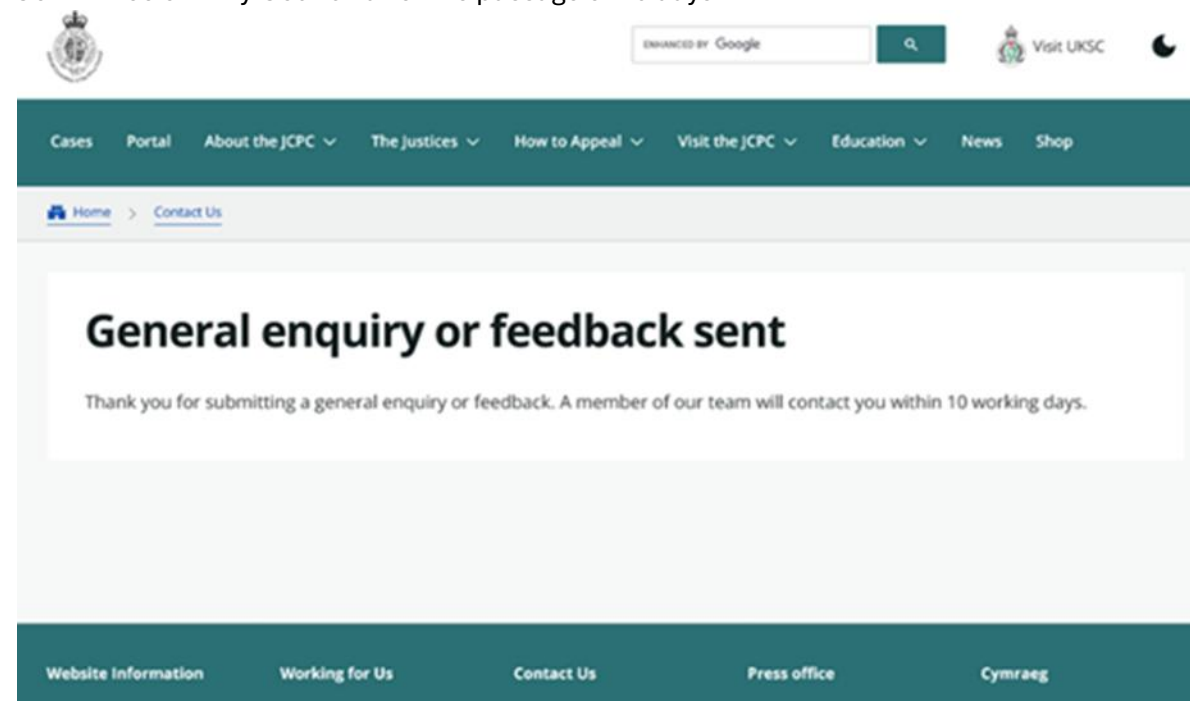 ENHANCED BY Google
Visit UKSC
Cases Portal About the JCPC The Justices How to Appeal Visit the JCPC Education News Shop
Home > Contact Us
General enquiry or feedback sent
Thank you for submitting a general enquiry or feedback. A member of our team will contact you within 10 working days.
Website Information Working for Us Contact Us Press office Cymraeg